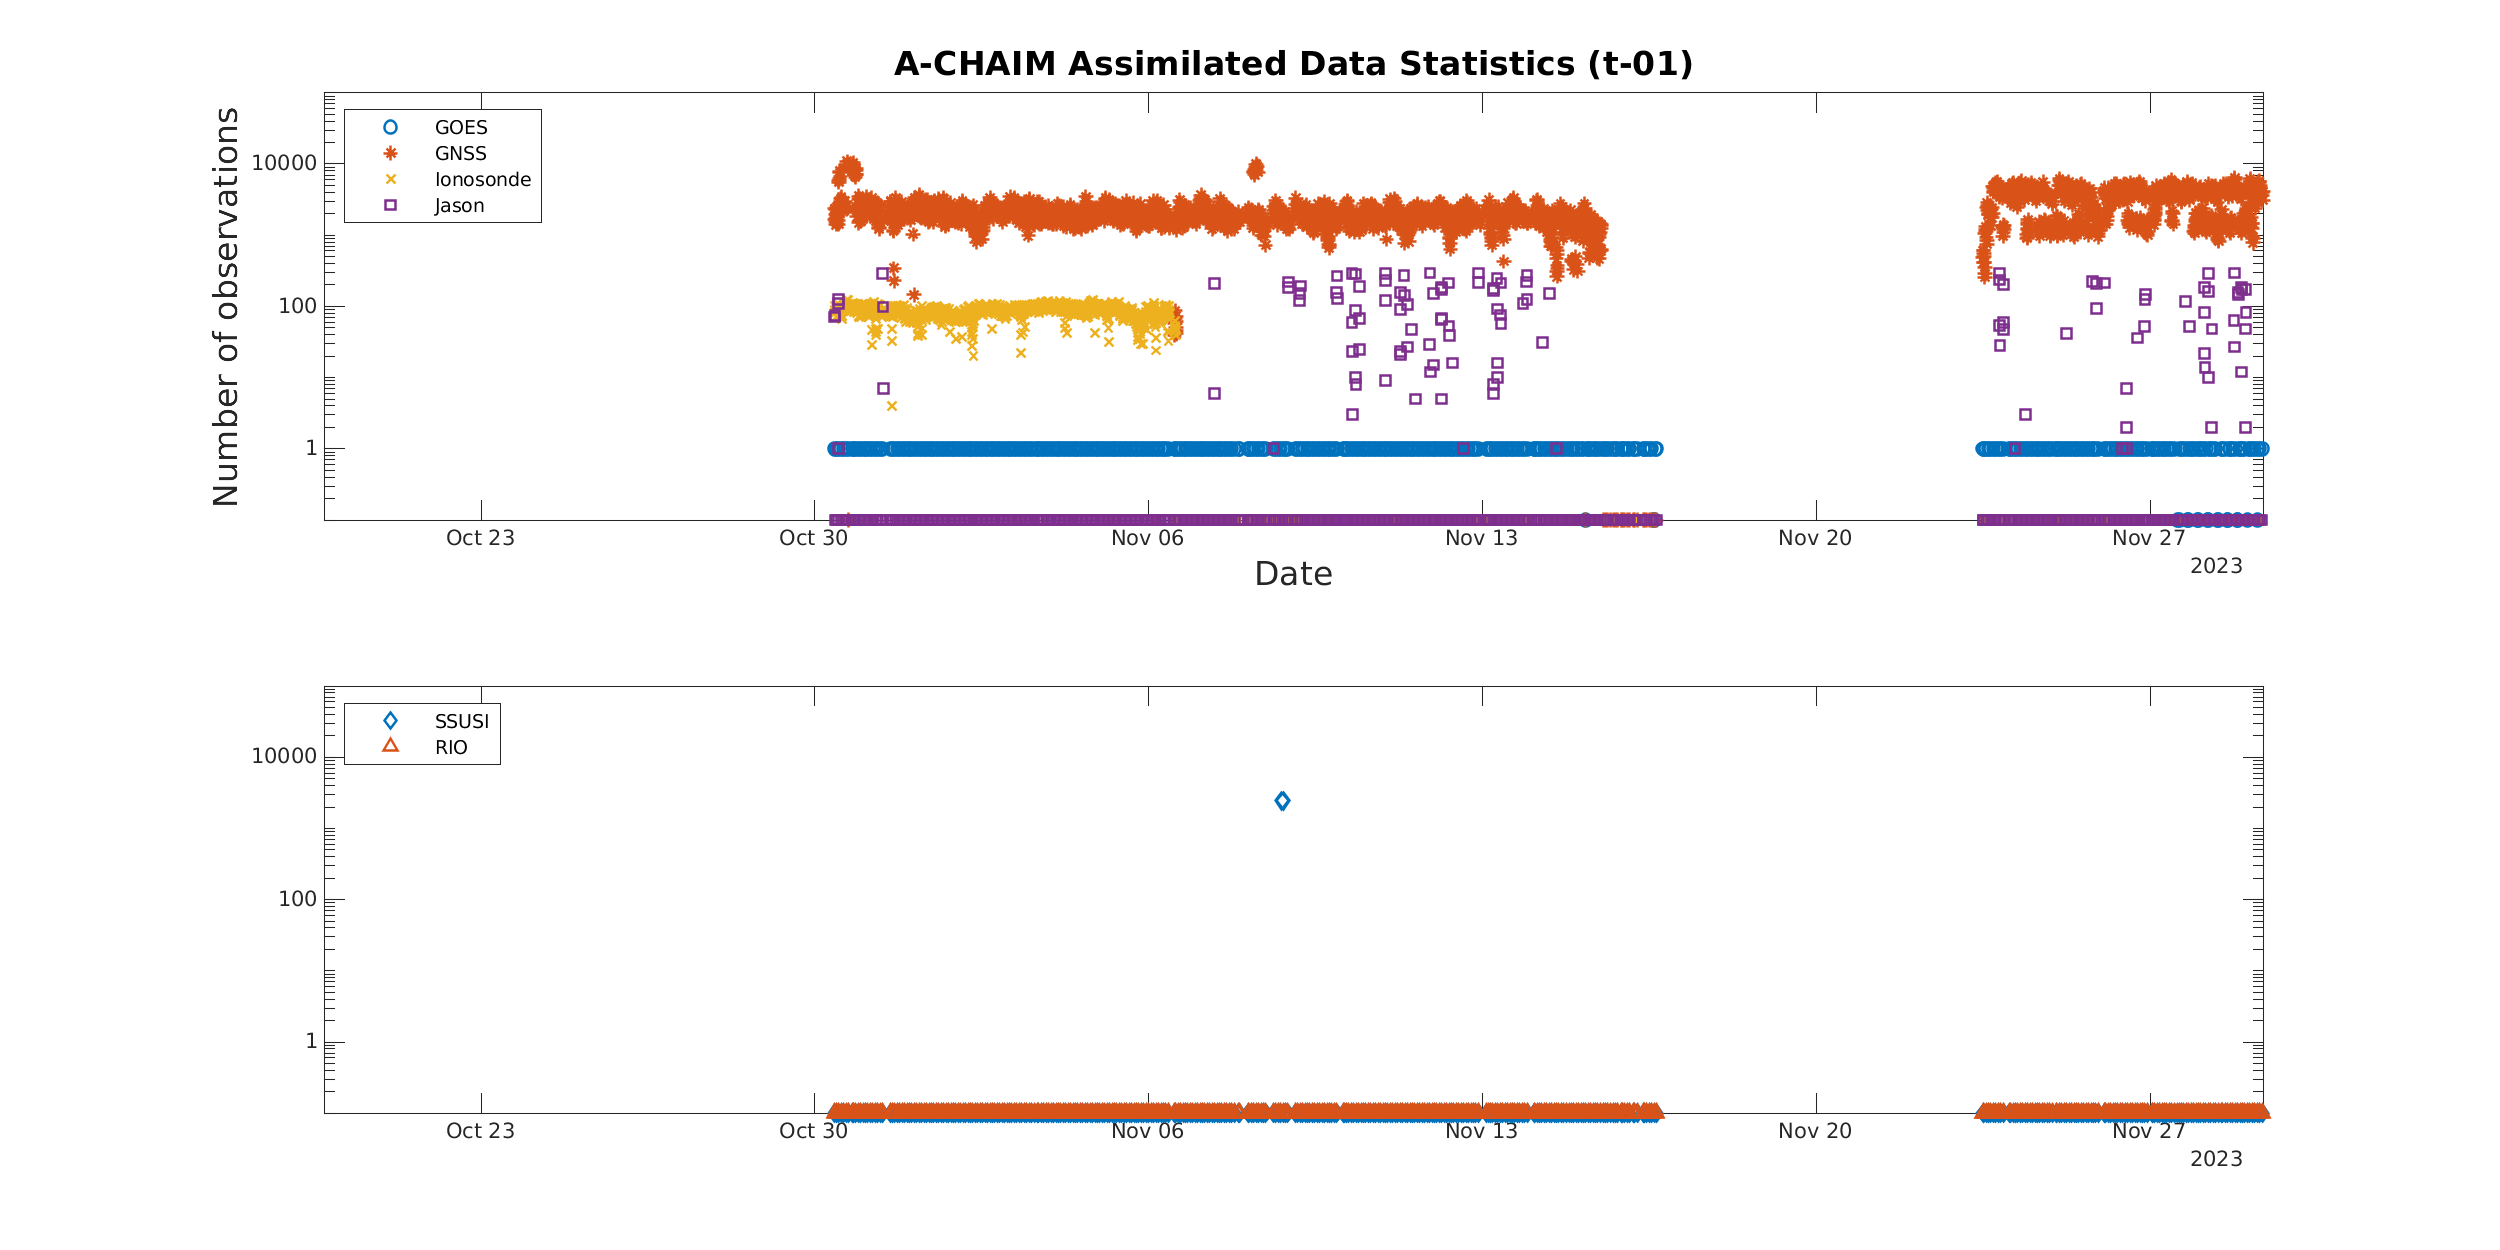 A-CHAIM Assimilated Data Statistics (t-01)
Number of observations
10000
100
1
GOES
GNSS
Ionosonde
Jason
Oct 23 Oct 30 Nov 06 Nov 13 Nov 20 Nov 27
2023
Date
10000
100
1
SSUSI
RIO
Oct 23 Oct 30 Nov 06 Nov 13 Nov 20 Nov 27
2023